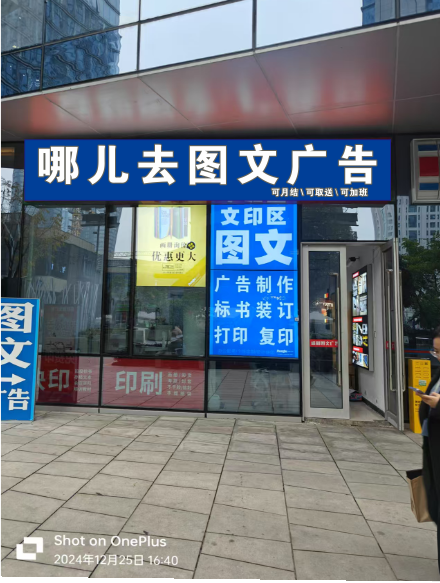 哪儿去图文广告
可月结\可取送\可加班
优惠更大
文印区
图文
广告制作
标书装订
打印 复印
图
文
广告
快印
印刷
Shot on OnePlus
2024年12月25日 16:40